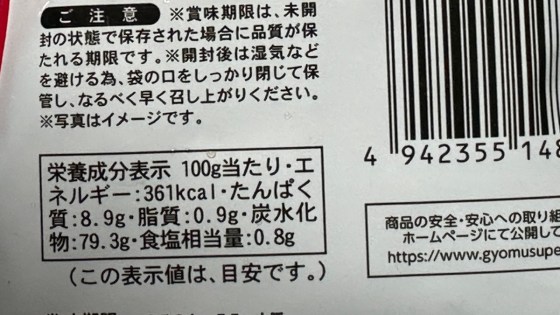 ご注意 ※賞味期限は、未開
封の状態で保存された場合に品質が保
たれる期限です。※開封後は湿気など
を避ける為、袋の口をしっかり閉じて保
管し、なるべく早く召し上がりください。
※写真はイメージです。
栄養成分表示 100g当たり・エ
ネルギー:361kcal・たんぱく
質:8.9g・脂質:0.9g・炭水化
物:79.3g・食塩相当量:0.8g
(この表示値は、目安です。)
4 942355 148
商品の安全・安心への取り組
ホームページにて公開して
https://www.gyomusupe